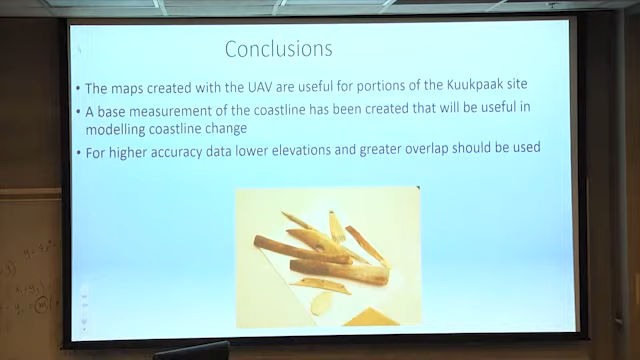 Conclusions
• The maps created with the UAV are useful for portions of the Kuukpaak site
• A base measurement of the coastline has been created that will be useful in
modelling coastline change
• For higher accuracy data lower elevations and greater overlap should be used